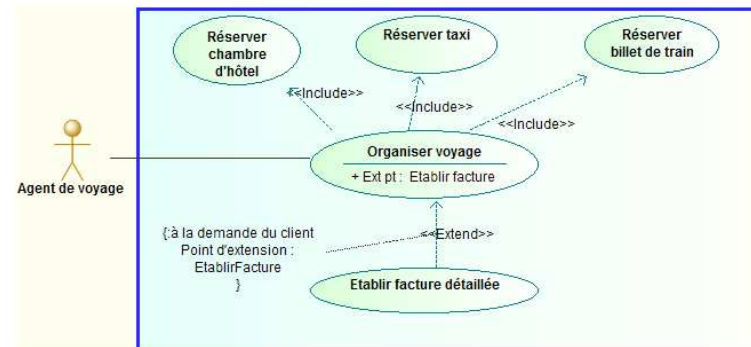 Réserver
chambre
d'hôtel
Réserver taxi
Réserver
billet de train
<<Include>>
<<Include>>
<<Include>>
Organiser voyage
+ Ext pt : Etablir facture
Agent de voyage
{:à la demande du client
Point d'extension :
EtablirFacture
}
<<Extend>>
Etablir facture détaillée